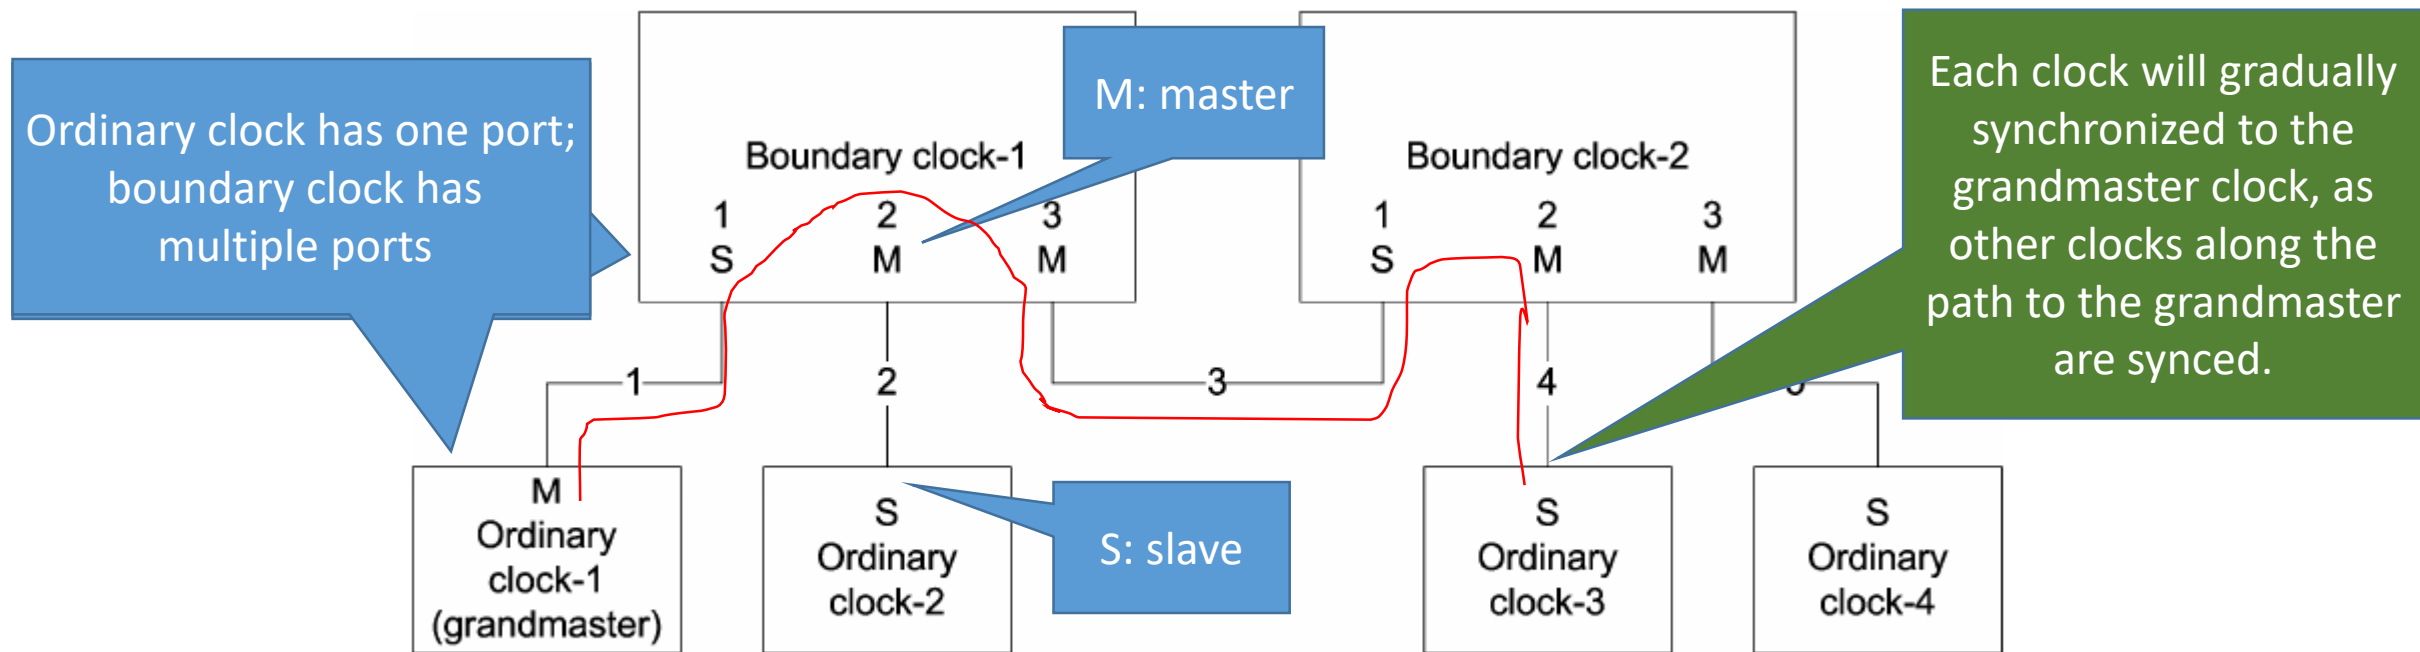 Ordinary clock has one port;
boundary clock has
multiple ports
Boundary clock-1
1 2 3
S M M
M: master
Boundary clock-2
1 2 3
S M M
Each clock will gradually
synchronized to the
grandmaster clock, as
other clocks along the
path to the grandmaster
are synced.
1 2 3 4
M
Ordinary
clock-1
(grandmaster)
S
Ordinary
clock-2
S: slave
S
Ordinary
clock-3
S
Ordinary
clock-4